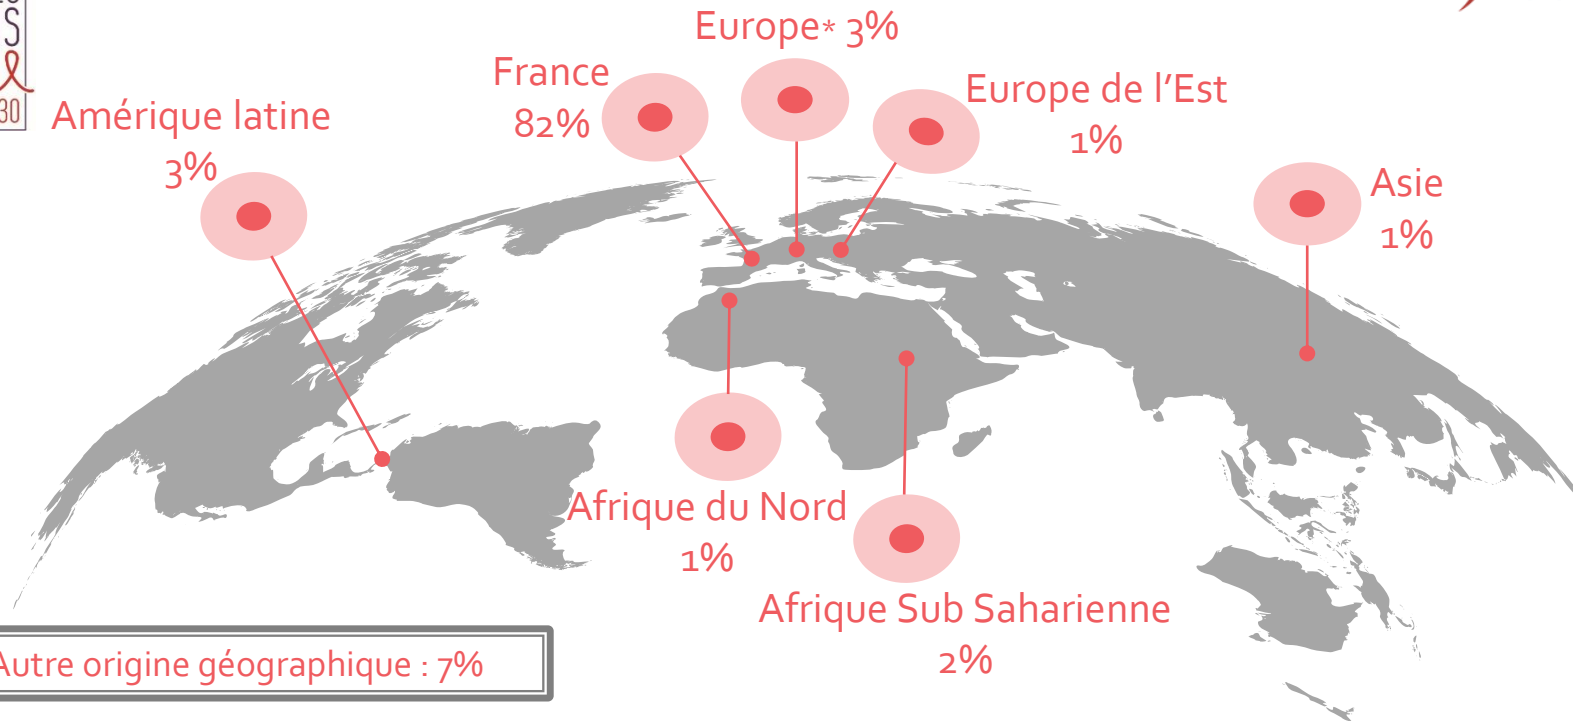 S
30
Europe* 3%
France
82%
Europe de l'Est
1%
Amérique latine
3%
Asie
1%
Afrique du Nord
1%
Afrique Sub Saharienne
2%
Autre origine géographique : 7%